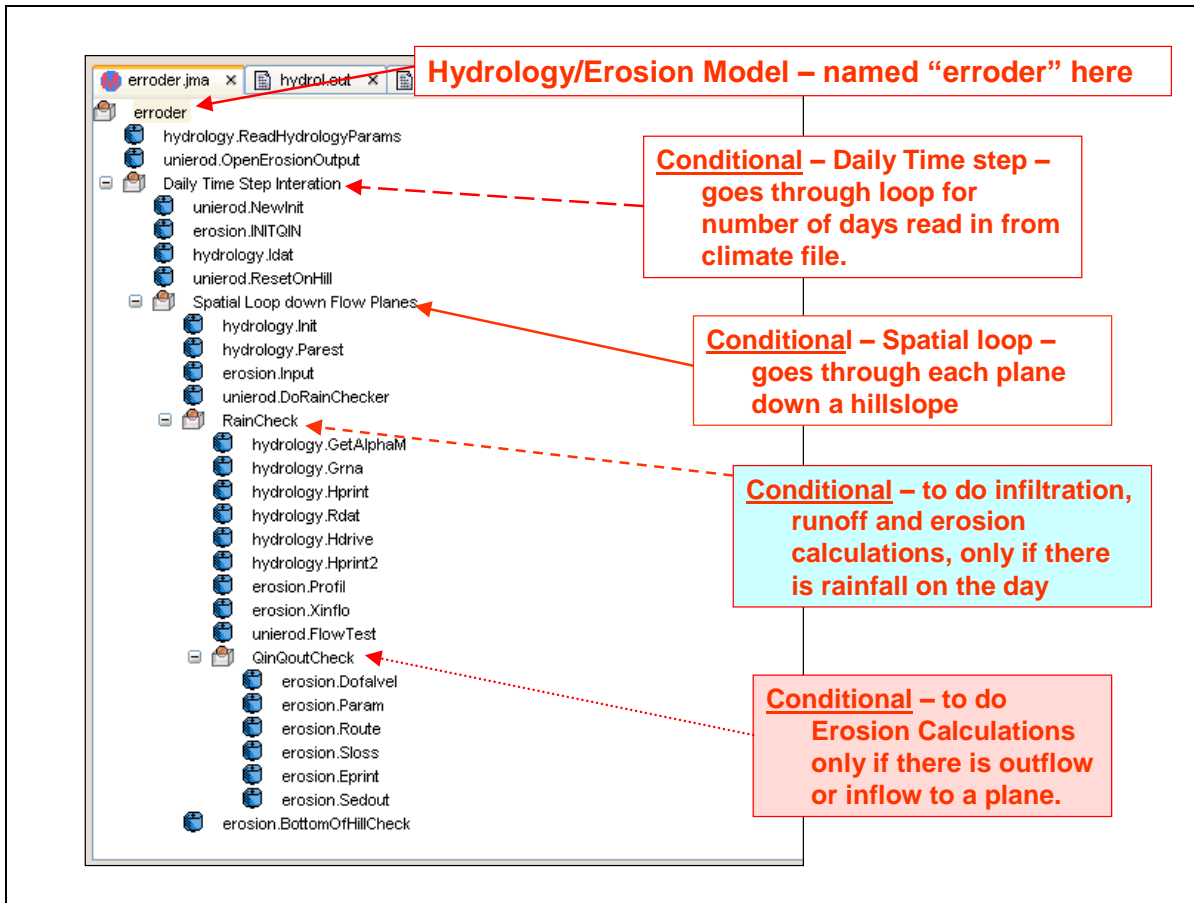 erroder.jma
hydrol.out
Hydrology/Erosion Model – named “erroder” here
erroder
hydrology.ReadHydrologyParams
unierod.OpenErosionOutput
Daily Time Step Interation
unierod.NewInit
erosion.INITQIN
hydrology.Idat
unierod.ResetOnHill
Spatial Loop down Flow Planes
hydrology.Init
hydrology.Parest
erosion.Input
unierod.DoRainChecker
RainCheck
hydrology.GetAlphaM
hydrology.Grna
hydrology.Hprint
hydrology.Rdat
hydrology.Hdrive
hydrology.Hprint2
erosion.Profil
erosion.Xinflo
unierod.FlowTest
QinQoutCheck
erosion.Dofalvel
erosion.Param
erosion.Route
erosion.Sloss
erosion.Eprint
erosion.Sedout
erosion.BottomOfHillCheck
Conditional – Daily Time step –
goes through loop for
number of days read in from
climate file.
Conditional – Spatial loop –
goes through each plane
down a hillslope
Conditional – to do infiltration,
runoff and erosion
calculations, only if there
is rainfall on the day
Conditional – to do
Erosion Calculations
only if there is outflow
or inflow to a plane.